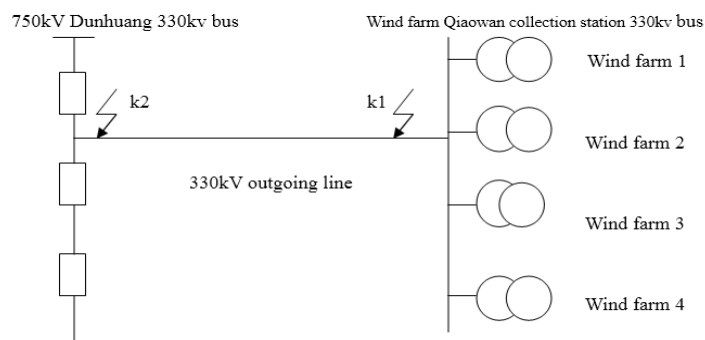 750kV Dunhuang 330kv bus
Wind farm Qiaowan collection station 330kv bus
Wind farm 1
k2
k1
Wind farm 2
330kV outgoing line
Wind farm 3
Wind farm 4